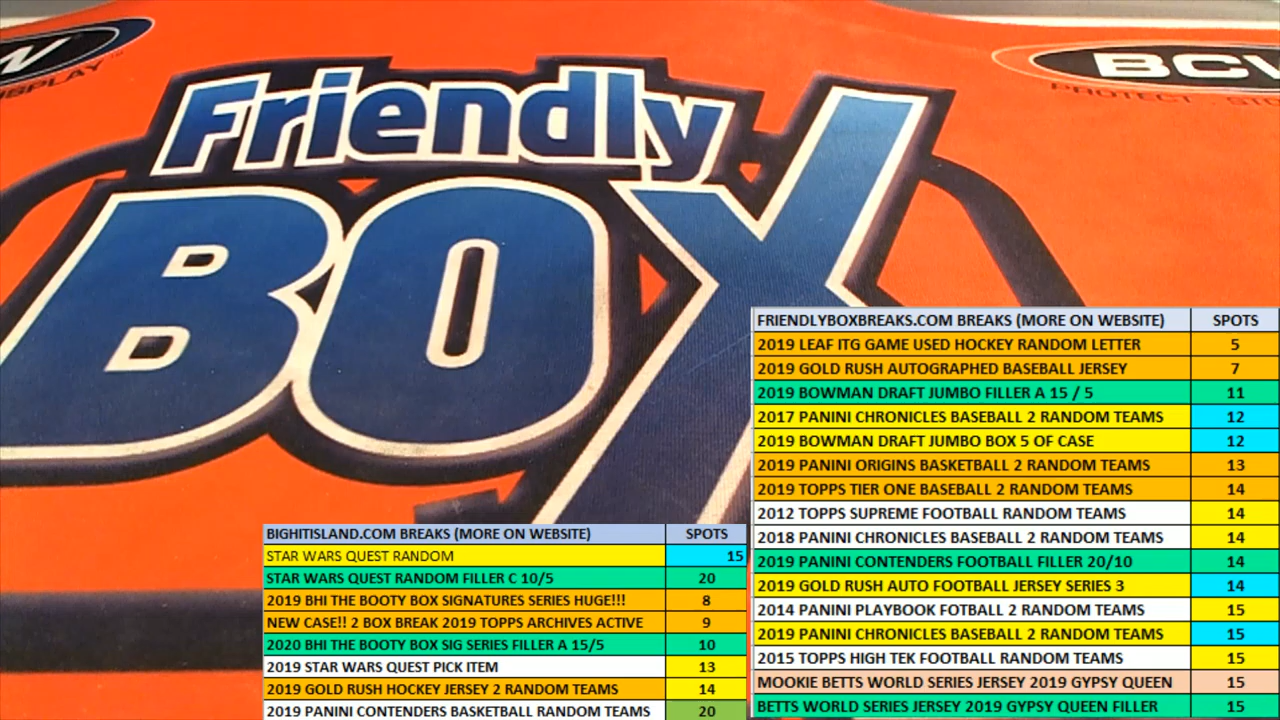 Friendly
BOX
DISPLAY
BCW
PROTECT · STO
BIGHITISLAND.COM BREAKS (MORE ON WEBSITE) SPOTS
STAR WARS QUEST RANDOM 15
STAR WARS QUEST RANDOM FILLER C 10/5 20
2019 BHI THE BOOTY BOX SIGNATURES SERIES HUGE!!! 8
NEW CASE!! 2 BOX BREAK 2019 TOPPS ARCHIVES ACTIVE 9
2020 BHI THE BOOTY BOX SIG SERIES FILLER A 15/5 10
2019 STAR WARS QUEST PICK ITEM 13
2019 GOLD RUSH HOCKEY JERSEY 2 RANDOM TEAMS 14
2019 PANINI CONTENDERS BASKETBALL RANDOM TEAMS 20
FRIENDLYBOXBREAKS.COM BREAKS (MORE ON WEBSITE) SPOTS
2019 LEAF ITG GAME USED HOCKEY RANDOM LETTER 5
2019 GOLD RUSH AUTOGRAPHED BASEBALL JERSEY 7
2019 BOWMAN DRAFT JUMBO FILLER A 15 / 5 11
2017 PANINI CHRONICLES BASEBALL 2 RANDOM TEAMS 12
2019 BOWMAN DRAFT JUMBO BOX 5 OF CASE 12
2019 PANINI ORIGINS BASKETBALL 2 RANDOM TEAMS 13
2019 TOPPS TIER ONE BASEBALL 2 RANDOM TEAMS 14
2012 TOPPS SUPREME FOOTBALL RANDOM TEAMS 14
2018 PANINI CHRONICLES BASEBALL 2 RANDOM TEAMS 14
2019 PANINI CONTENDERS FOOTBALL FILLER 20/10 14
2019 GOLD RUSH AUTO FOOTBALL JERSEY SERIES 3 14
2014 PANINI PLAYBOOK FOTBALL 2 RANDOM TEAMS 15
2019 PANINI CHRONICLES BASEBALL 2 RANDOM TEAMS 15
2015 TOPPS HIGH TEK FOOTBALL RANDOM TEAMS 15
MOOKIE BETTS WORLD SERIES JERSEY 2019 GYPSY QUEEN 15
BETTS WORLD SERIES JERSEY 2019 GYPSY QUEEN FILLER 15